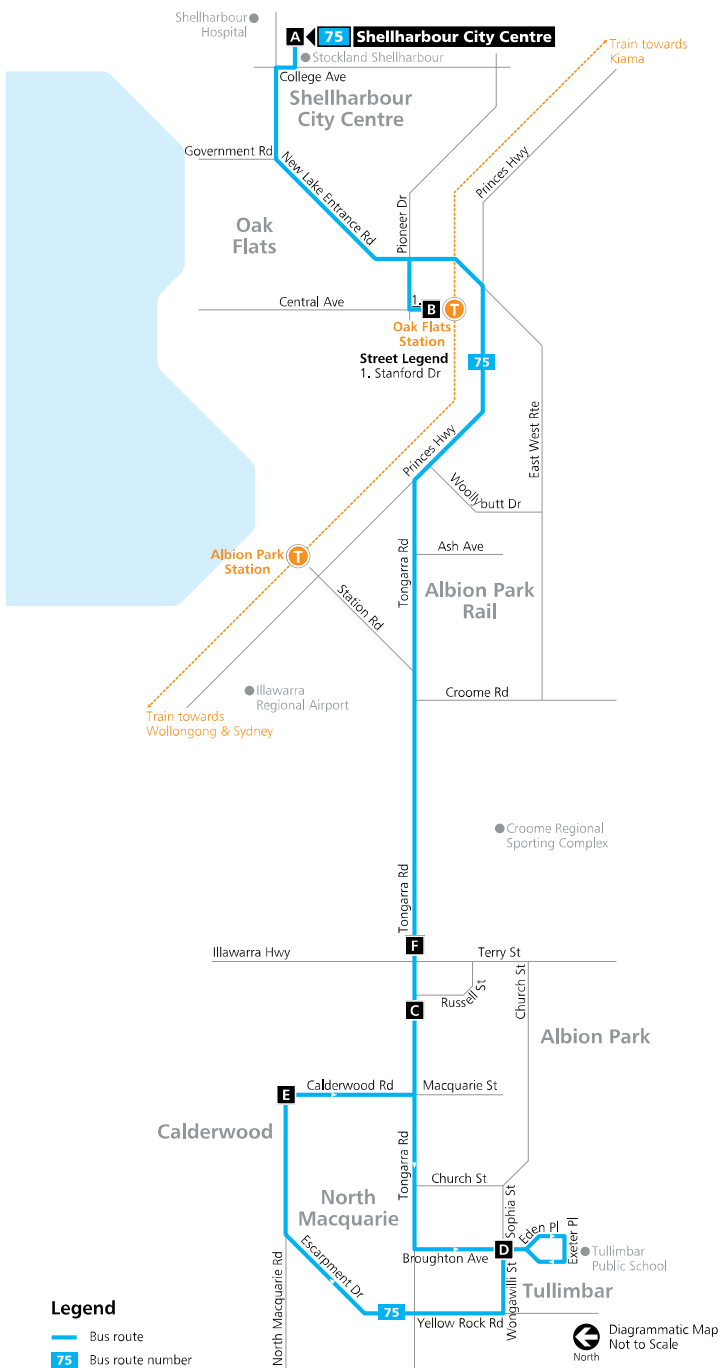 Shellharbour
Hospital
A
75
Shellharbour City Centre
Train towards
Kiama
Stockland Shellharbour
College Ave
Shellharbour
City Centre
Government Rd
New Lake Entrance Rd
Pioneer Dr
Princes Hwy
Oak
Flats
Central Ave
1.
B
T
Oak Flats
Station
Street Legend
1. Stanford Dr
75
East West Rte
Princes Hwy
Woollybutt Dr
Albion Park
Station
T
Tongarra Rd
Ash Ave
Station Rd
Albion Park
Rail
Illawarra
Regional Airport
Croome Rd
Train towards
Wollongong & Sydney
Croome Regional
Sporting Complex
Tongarra Rd
F
Illawarra Hwy
Terry St
Russell St
Church St
C
Albion Park
E
Calderwood Rd
Macquarie St
Calderwood
Tongarra Rd
Church St
North
Macquarie
Sophia St
Eden Pl
Exeter Pl
D
Broughton Ave
Tullimbar
Public School
North Macquarie Rd
Escarpment Dr
Wongawilli St
Tullimbar
75
Yellow Rock Rd
Legend
Bus route
75
Bus route number
North
Diagrammatic Map
Not to Scale